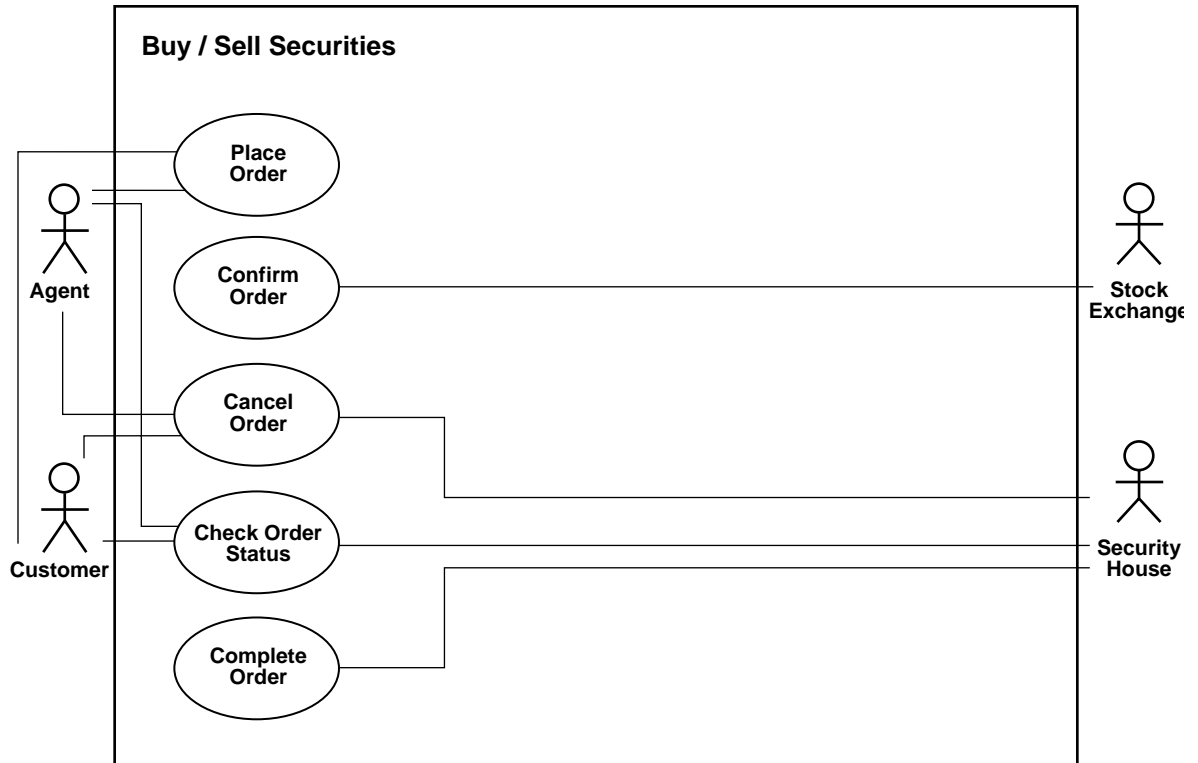 Buy / Sell Securities
Place
Order
Agent
Confirm
Order
Stock
Exchange
Cancel
Order
Customer
Check Order
Status
Security
House
Complete
Order